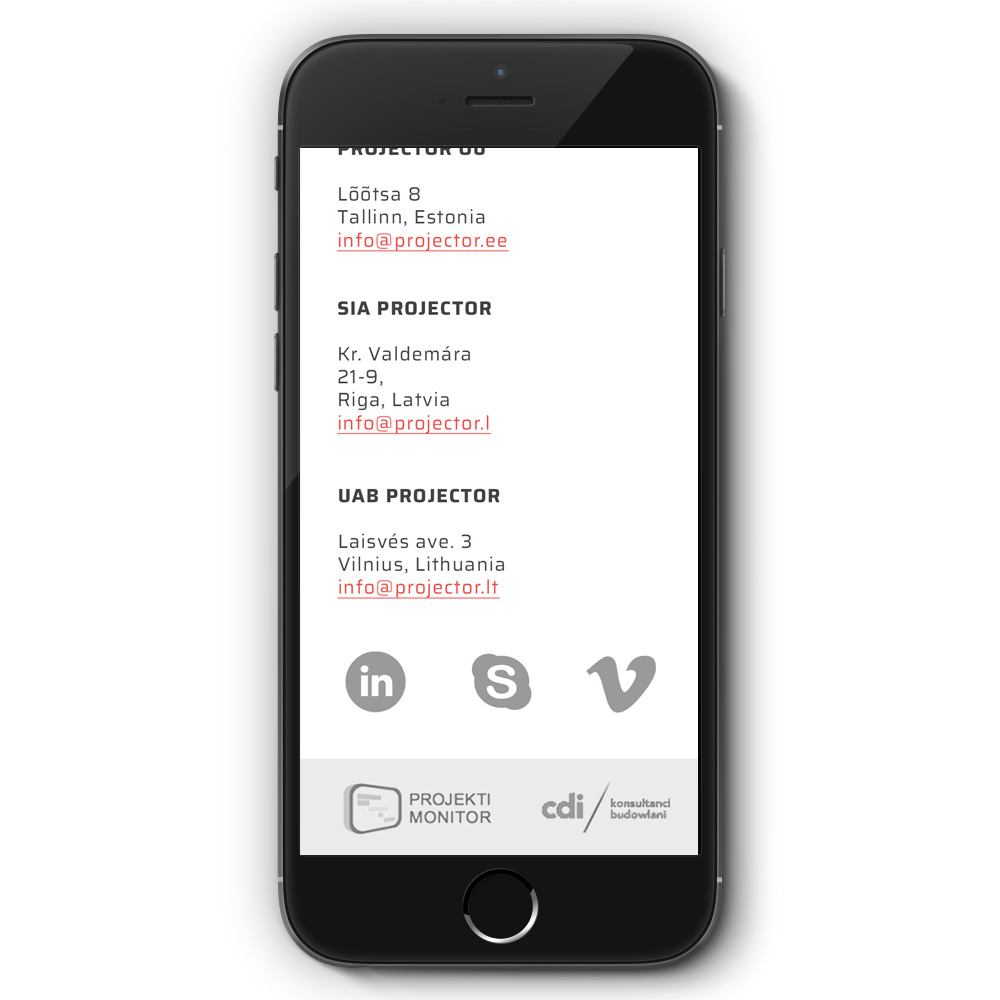 PROJECTOR OÜ
Lõõtsa 8
Tallinn, Estonia
info@projector.ee
SIA PROJECTOR
Kr. Valdemára
21-9,
Riga, Latvia
info@projector.l
UAB PROJECTOR
Laisvés ave. 3
Vilnius, Lithuania
info@projector.lt
in
S
v
PROJEKTI
MONITOR
cdi
konsultanci
budowlani